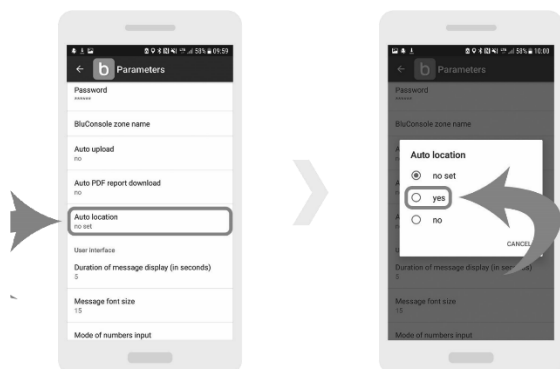 53% 09:59
b Parameters
Password
******
BluConsole zone name
Auto upload
no
Auto PDF report download
no
Auto location
no set
User Interface
Duration of message display (in seconds)
5
Message font size
15
Mode of numbers input
53% 10:00
b Parameters
Password
******
BluConsole zone name
Auto location
no set
yes
no
CANCEL
Duration of message display (in seconds)
5
Message font size
15
Mode of numbers input